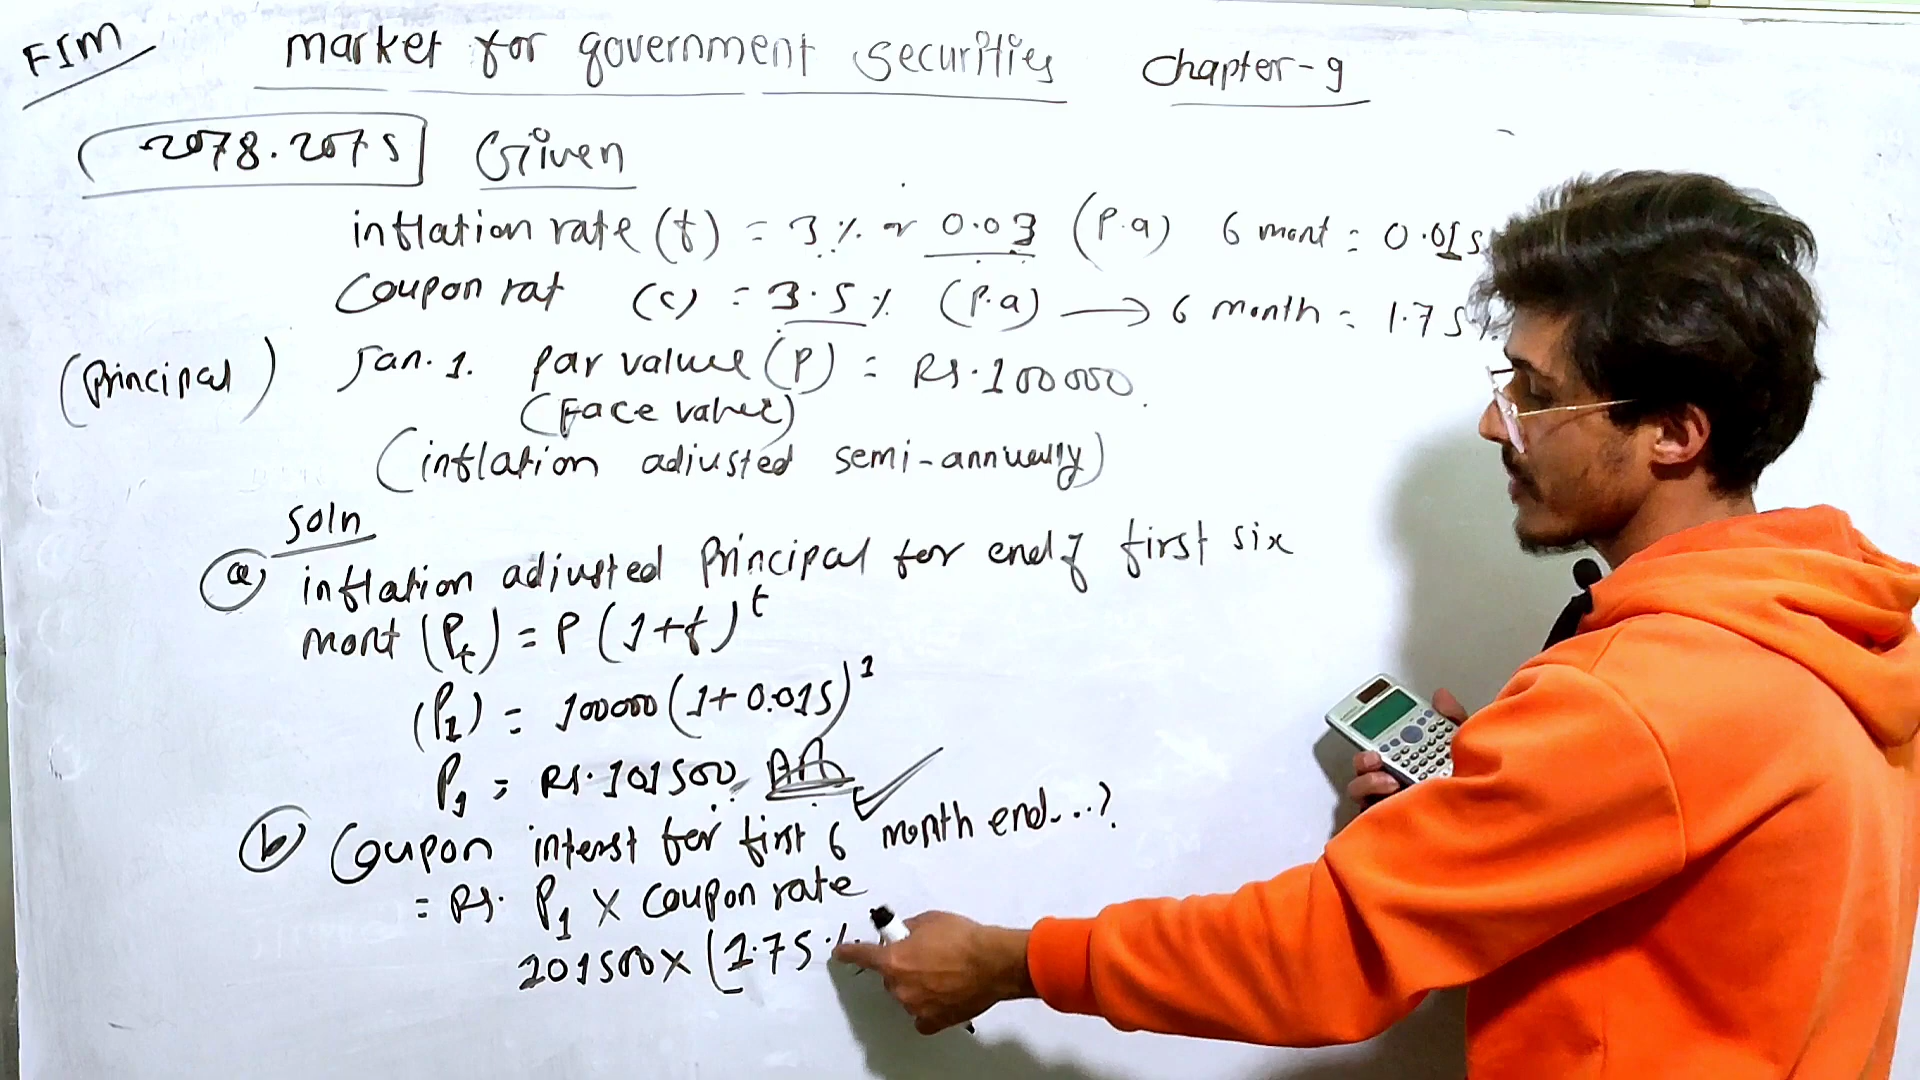 FIM
market for government securities chapter-9
2078.2075 Given
inflation rate (f) = 3% or 0.03 (P.a) 6 mont = 0.015
Coupon rat (c) = 3.5% (P.a) → 6 month = 1.75%
(Principal) Jan. 1. par value (P) = Rs. 100000
(Face value)
(inflation adjusted semi-annually)
Soln
(a) inflation adjusted Principal for end of first six
mont (Pt) = P (1+f)^t
(P1) = 100000 (1+0.015)^1
P1 = Rs. 101500
(b) Coupon interst for first 6 month end...?
= Rs. P1 × coupon rate
101500 × (1.75%)